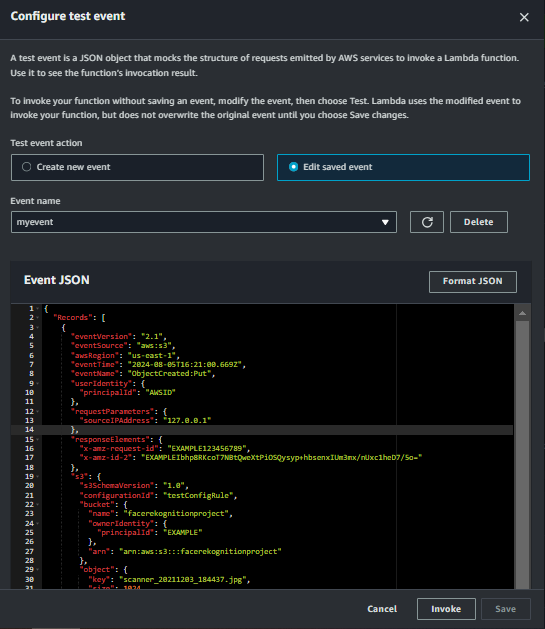 Configure test event
A test event is a JSON object that mocks the structure of requests emitted by AWS services to invoke a Lambda function.
Use it to see the function's invocation result.
To invoke your function without saving an event, modify the event, then choose Test. Lambda uses the modified event to
invoke your function, but does not overwrite the original event until you choose Save changes.
Test event action
Create new event
Edit saved event
Event name
myevent
Delete
Event JSON
Format JSON
1 {
2 "Records": [
3 {
4 "eventVersion": "2.1",
5 "eventSource": "aws:s3",
6 "awsRegion": "us-east-1",
7 "eventTime": "2024-08-05T16:21:00.669Z",
8 "eventName": "ObjectCreated:Put",
9 "userIdentity": {
10 "principalId": "AWSID"
11 },
12 "requestParameters": {
13 "sourceIPAddress": "127.0.0.1"
14 },
15 "responseElements": {
16 "x-amz-request-id": "EXAMPLE123456789",
17 "x-amz-id-2": "EXAMPLEIbhp8RKcoT7NBtQweXtPiOSQysyp+hbsenxIUm3mx/nUxc1heD7/5o="
18 },
19 "s3": {
20 "s3SchemaVersion": "1.0",
21 "configurationId": "testConfigRule",
22 "bucket": {
23 "name": "facerekognitionproject",
24 "ownerIdentity": {
25 "principalId": "EXAMPLE"
26 },
27 "arn": "arn:aws:s3:::facerekognitionproject"
28 },
29 "object": {
30 "key": "scanner_20211203_184437.jpg",
31 "size": 1024,
Cancel
Invoke
Save